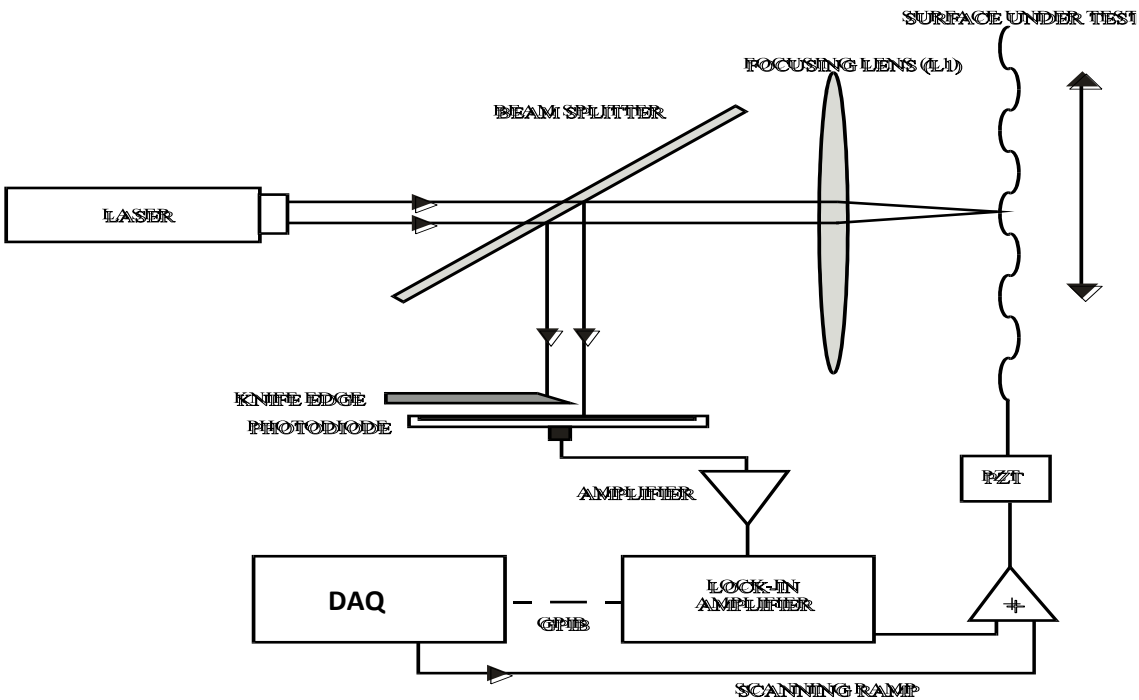 SURFACE UNDER TEST
FOCUSING LENS (L1)
BEAM SPLITTER
LASER
KNIFE EDGE
PHOTODIODE
PZT
AMPLIFIER
DAQ
GPIB
LOCK-IN
AMPLIFIER
+
SCANNING RAMP